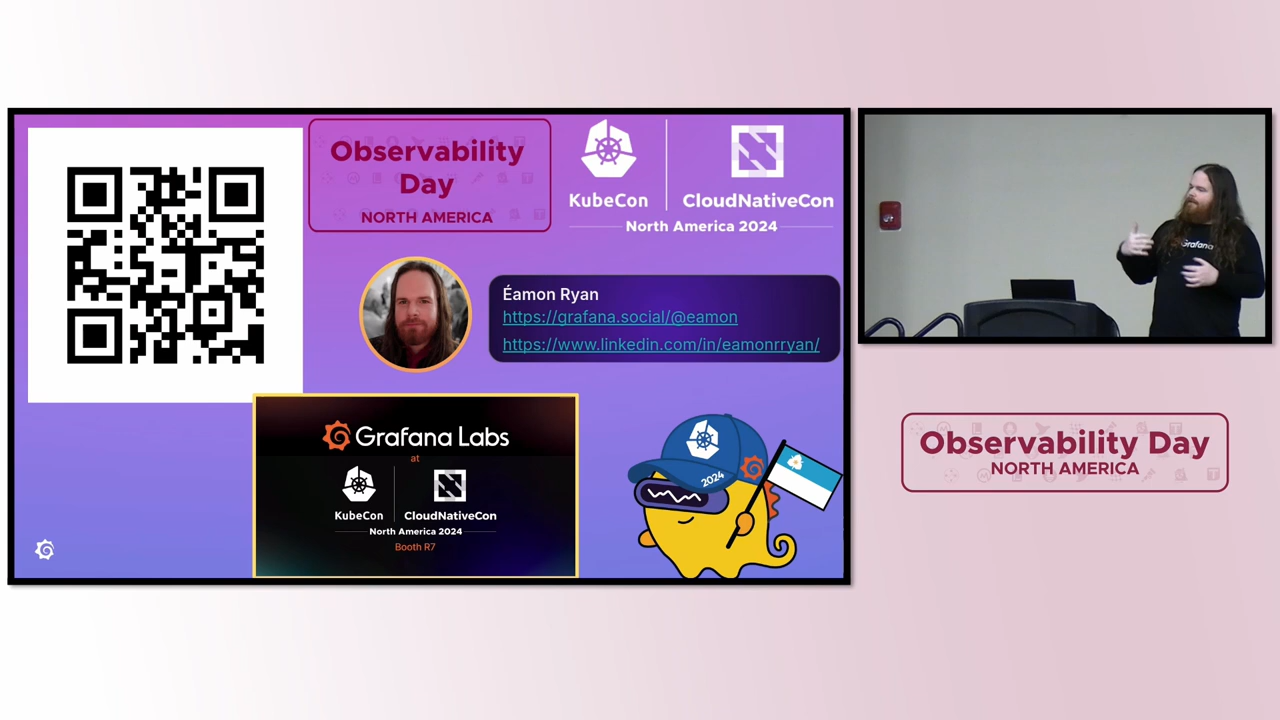 Observability
Day
NORTH AMERICA
KubeCon
CloudNativeCon
North America 2024
Éamon Ryan
https://grafana.social/@eamon
https://www.linkedin.com/in/eamonrryan/
Grafana Labs
at
KubeCon
CloudNativeCon
North America 2024
Booth R7
2024
Grafana
Observability Day
NORTH AMERICA